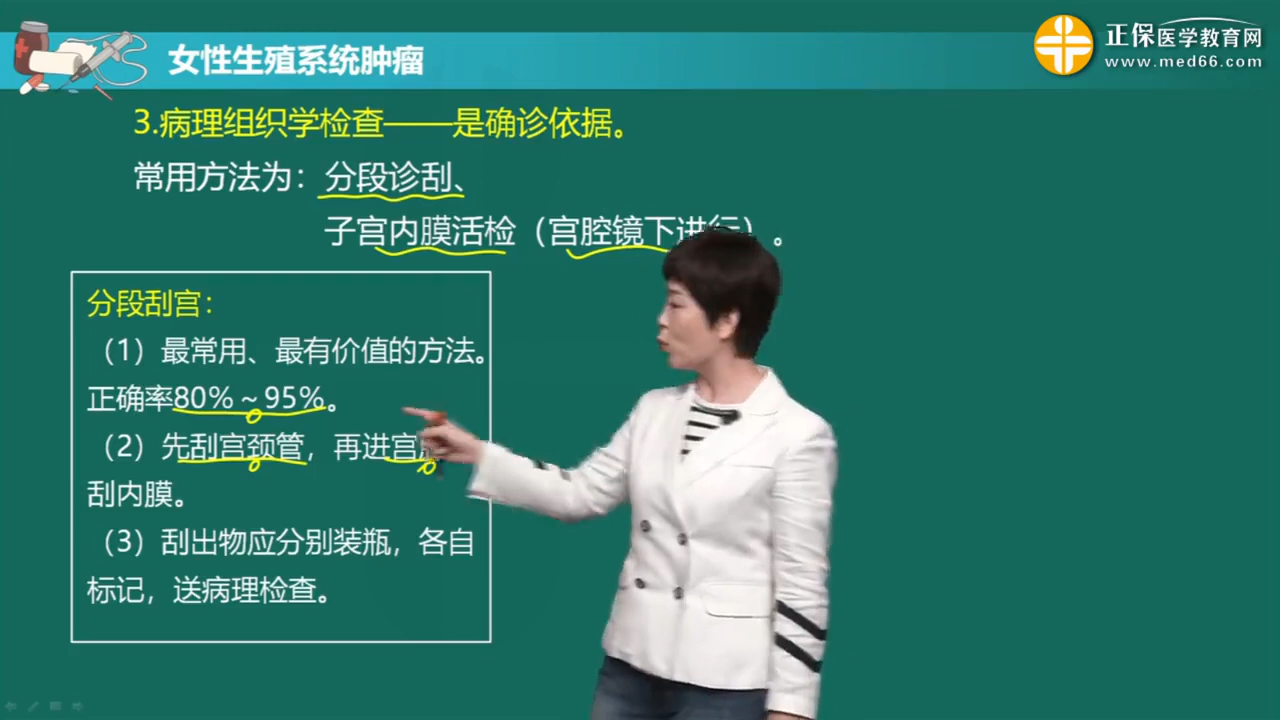 女性生殖系统肿瘤
正保医学教育网
www.med66.com
3.病理组织学检查——是确诊依据。
常用方法为：分段诊刮、
子宫内膜活检（宫腔镜下进行）。
分段刮宫：
（1）最常用、最有价值的方法。
正确率80%~95%。
（2）先刮宫颈管，再进宫
刮内膜。
（3）刮出物应分别装瓶，各自
标记，送病理检查。